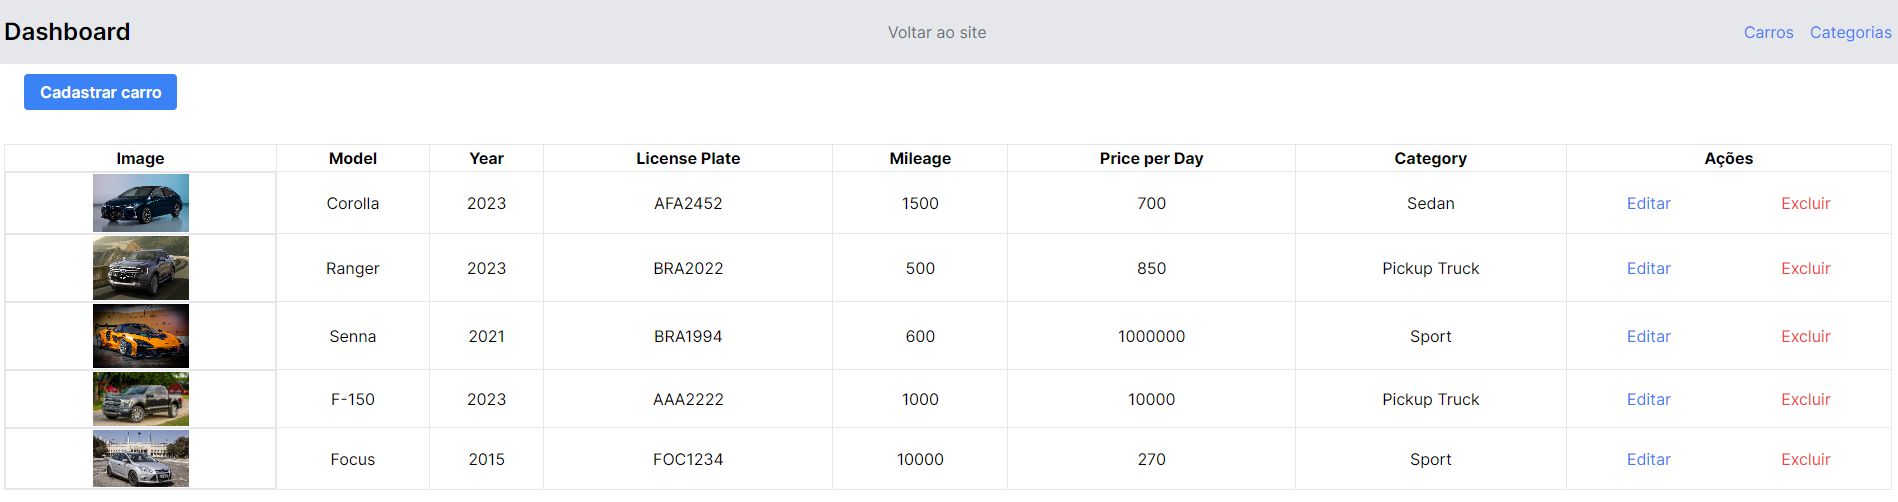 Dashboard Voltar ao site Carros Categorias
Cadastrar carro
Image Model Year License Plate Mileage Price per Day Category Ações
Corolla 2023 AFA2452 1500 700 Sedan Editar Excluir
Ranger 2023 BRA2022 500 850 Pickup Truck Editar Excluir
Senna 2021 BRA1994 600 1000000 Sport Editar Excluir
F-150 2023 AAA2222 1000 10000 Pickup Truck Editar Excluir
Focus 2015 FOC1234 10000 270 Sport Editar Excluir